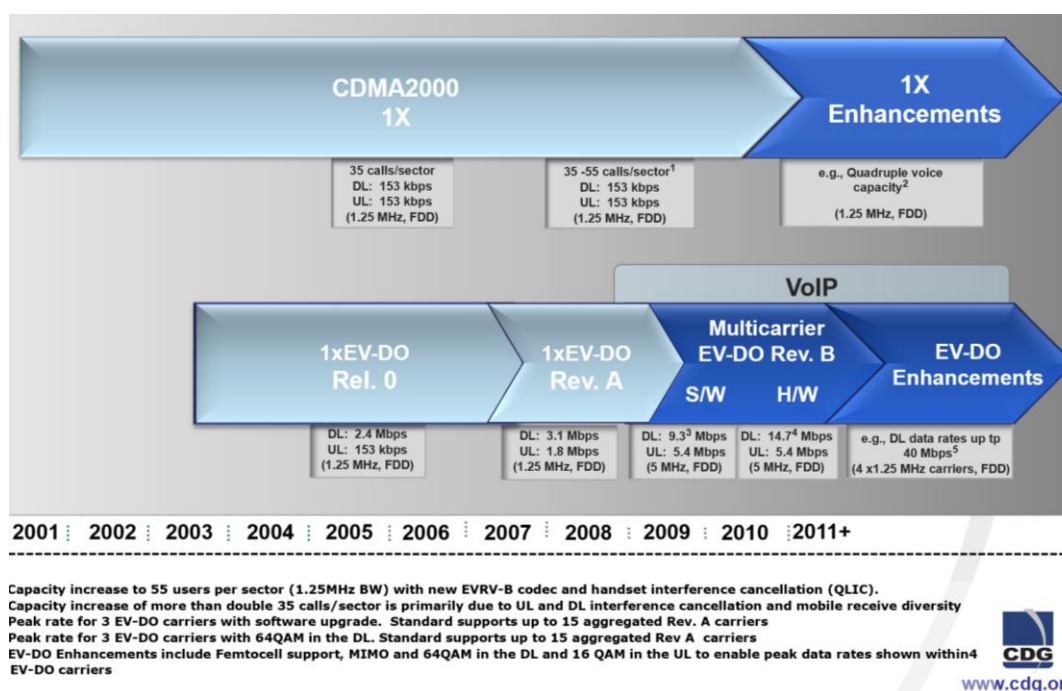 CDMA2000
1X
1X
Enhancements
35 calls/sector
DL: 153 kbps
UL: 153 kbps
(1.25 MHz, FDD)
35 -55 calls/sector¹
DL: 153 kbps
UL: 153 kbps
(1.25 MHz, FDD)
e.g., Quadruple voice
capacity²
(1.25 MHz, FDD)
VoIP
1xEV-DO
Rel. 0
1xEV-DO
Rev. A
Multicarrier
EV-DO Rev. B
S/W H/W
EV-DO
Enhancements
DL: 2.4 Mbps
UL: 153 kbps
(1.25 MHz, FDD)
DL: 3.1 Mbps
UL: 1.8 Mbps
(1.25 MHz, FDD)
DL: 9.3³ Mbps
UL: 5.4 Mbps
(5 MHz, FDD)
DL: 14.7⁴ Mbps
UL: 5.4 Mbps
(5 MHz, FDD)
e.g., DL data rates up tp
40 Mbps⁵
(4 x1.25 MHz carriers, FDD)
2001 2002 2003 2004 2005 2006 2007 2008 2009 2010 2011+
Capacity increase to 55 users per sector (1.25MHz BW) with new EVRV-B codec and handset interference cancellation (QLIC).
Capacity increase of more than double 35 calls/sector is primarily due to UL and DL interference cancellation and mobile receive diversity
Peak rate for 3 EV-DO carriers with software upgrade. Standard supports up to 15 aggregated Rev. A carriers
Peak rate for 3 EV-DO carriers with 64QAM in the DL. Standard supports up to 15 aggregated Rev A carriers
EV-DO Enhancements include Femtocell support, MIMO and 64QAM in the DL and 16 QAM in the UL to enable peak data rates shown within4
EV-DO carriers
CDG
www.cdg.or